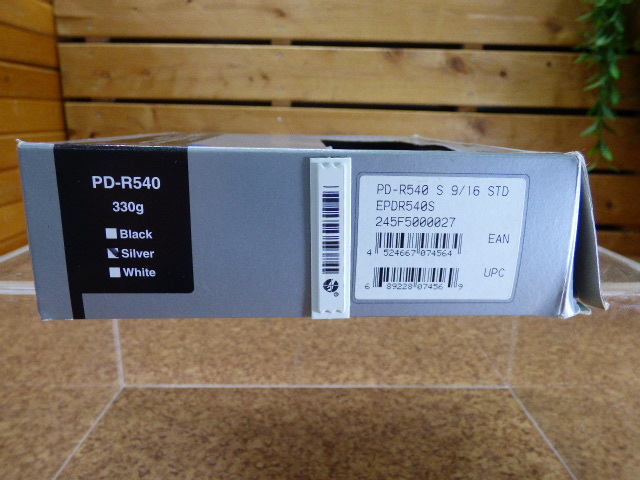 PD-R540
330g
Black
Silver
White
PD-R540 S 9/16 STD
EPDR540S
245F5000027
EAN
4 524667 074564
UPC
6 89228 07456 9